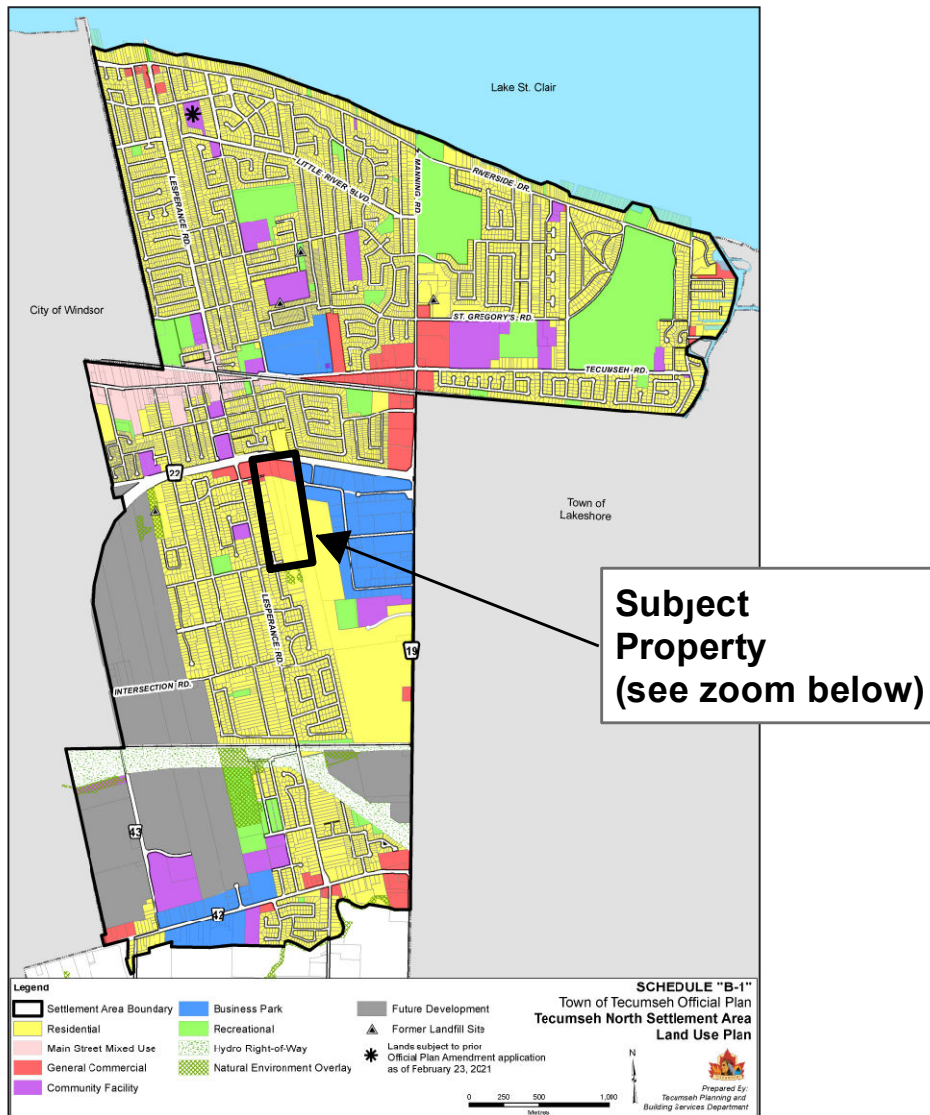 Lake St. Clair
RIVERSIDE DR.
LITTLE RIVER BLVD.
MANNING RD
LESPERANCE RD
City of Windsor
ST. GREGORY'S RD.
TECUMSEH RD.
22
Town of
Lakeshore
Subject
Property
(see zoom below)
LESPERANCE RD.
19
INTERSECTION RD.
43
42
Legend
Settlement Area Boundary
Residential
Main Street Mixed Use
General Commercial
Community Facility
Business Park
Recreational
Hydro Right-of-Way
Natural Environment Overlay
Future Development
Former Landfill Site
Lands subject to prior
Official Plan Amendment application
as of February 23, 2021
SCHEDULE "B-1"
Town of Tecumseh Official Plan
Tecumseh North Settlement Area
Land Use Plan
N
0 250 500 1,000
Metres
Prepared By:
Tecumseh Planning and
Building Services Department